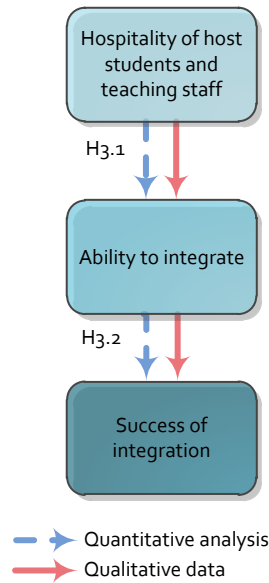 Hospitality of host
students and
teaching staff
H3.1
Ability to integrate
H3.2
Success of
integration
Quantitative analysis
Qualitative data